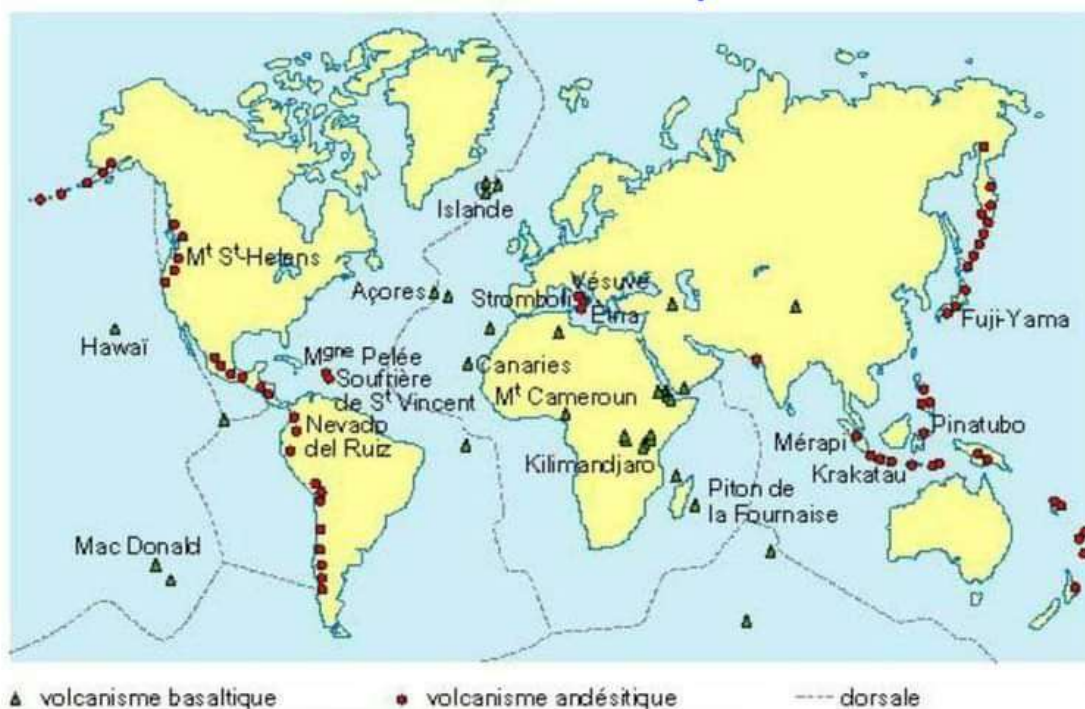 Islande
Mt St-Helens
Açores
Vésuve
Stromboli
Etna
Fuji-Yama
Hawaï
Mgne Pelée
Soufrière
de St Vincent
Canaries
Mt Cameroun
Nevado
del Ruiz
Pinatubo
Mérapi
Krakatau
Kilimandjaro
Piton de
la Fournaise
Mac Donald
volcanisme basaltique
volcanisme andésitique
dorsale